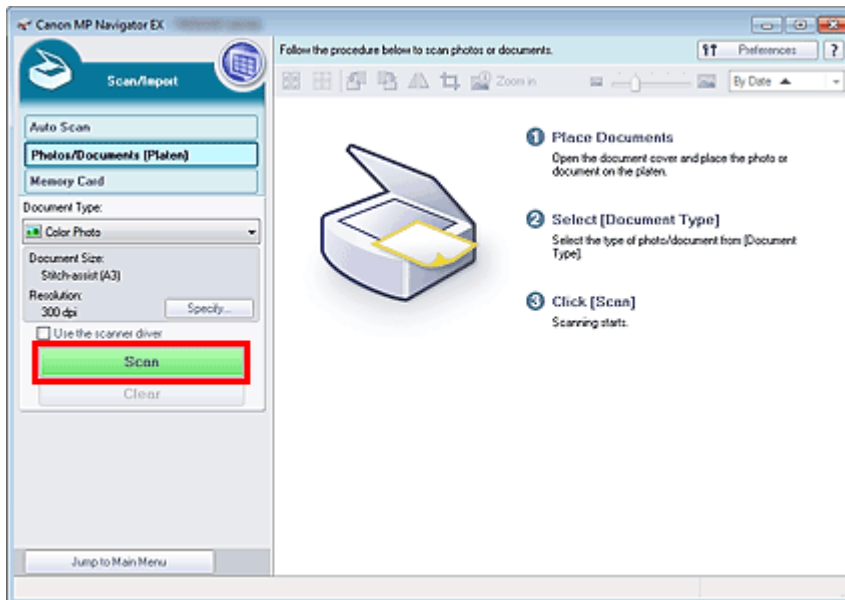 Canon MP Navigator EX
Scan/Import
Auto Scan
Photos/Documents (Platen)
Memory Card
Document Type:
Color Photo
Document Size:
Stitch-assist (A3)
Resolution:
300 dpi
Specify...
Use the scanner driver
Scan
Clear
Jump to Main Menu
Follow the procedure below to scan photos or documents.
Preferences
?
Zoom in
By Date
1 Place Documents
Open the document cover and place the photo or
document on the platen.
2 Select [Document Type]
Select the type of photo/document from [Document
Type].
3 Click [Scan]
Scanning starts.